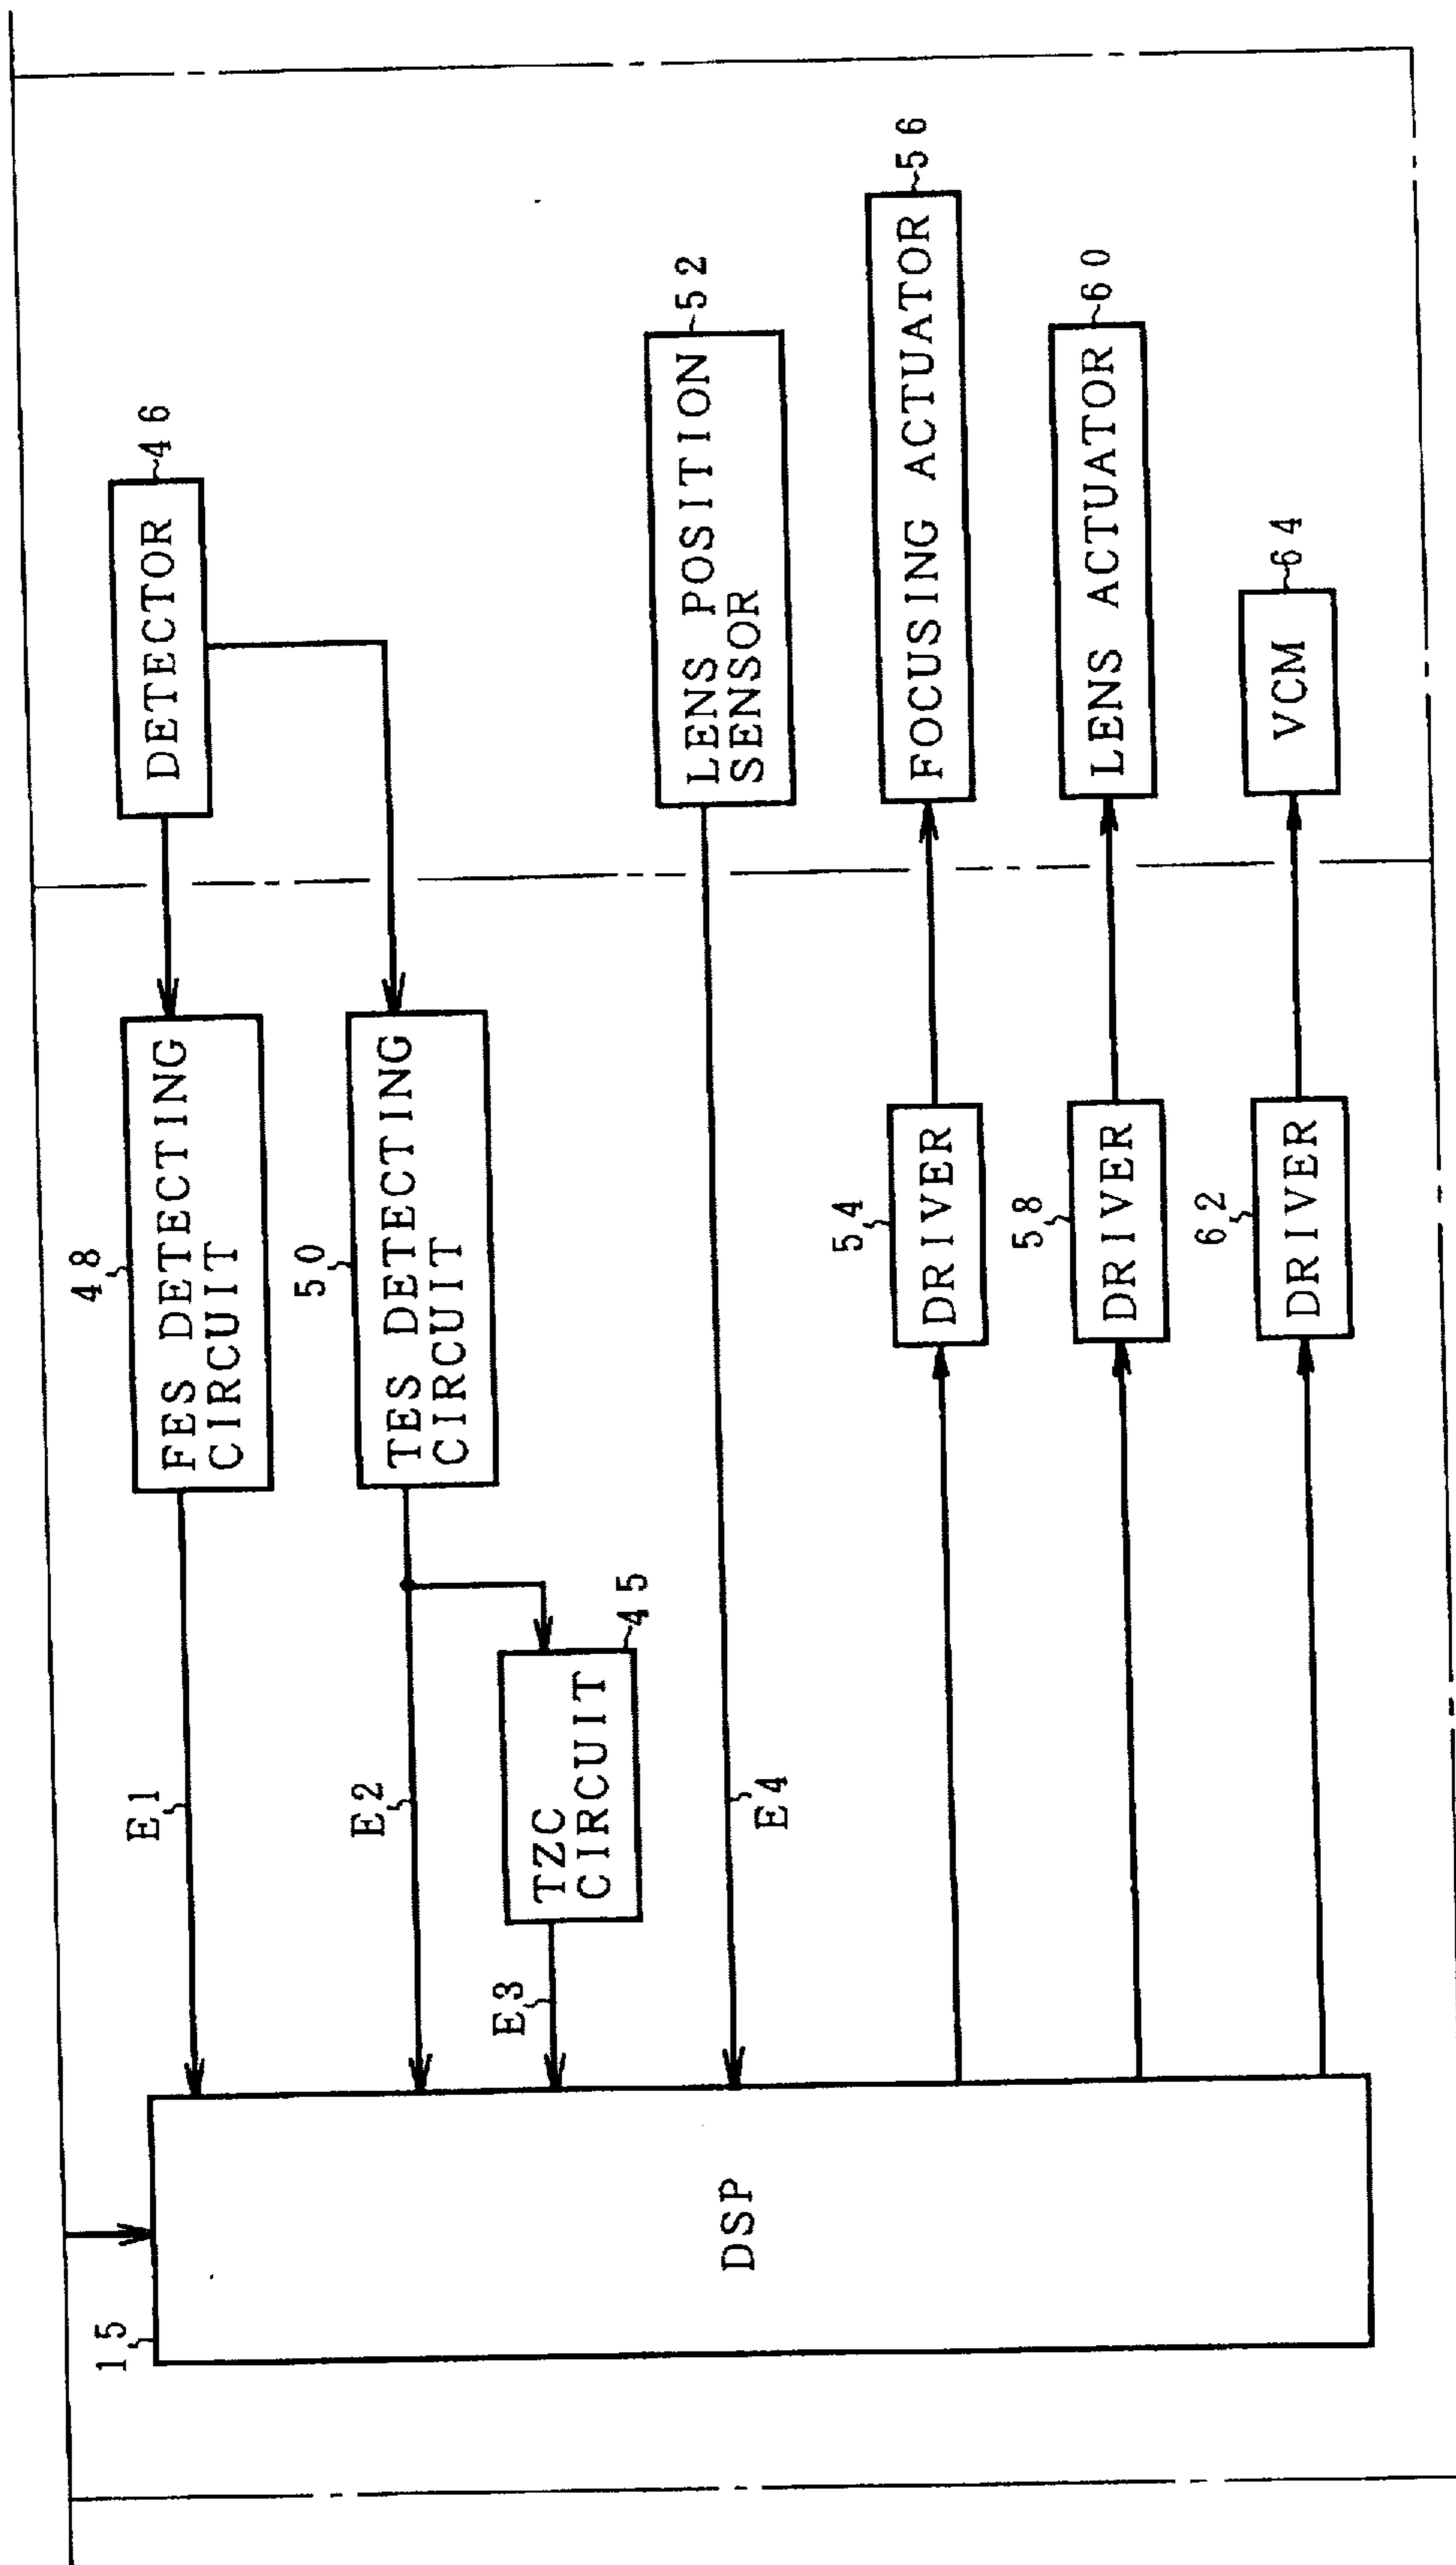 15
DSP
E1
E2
E3
E4
48
FES DETECTING
CIRCUIT
50
TES DETECTING
CIRCUIT
TZC
CIRCUIT
45
DETECTOR
46
LENS POSITION
SENSOR
52
54
DRIVER
FOCUSING ACTUATOR
56
58
DRIVER
LENS ACTUATOR
60
62
DRIVER
VCM
64